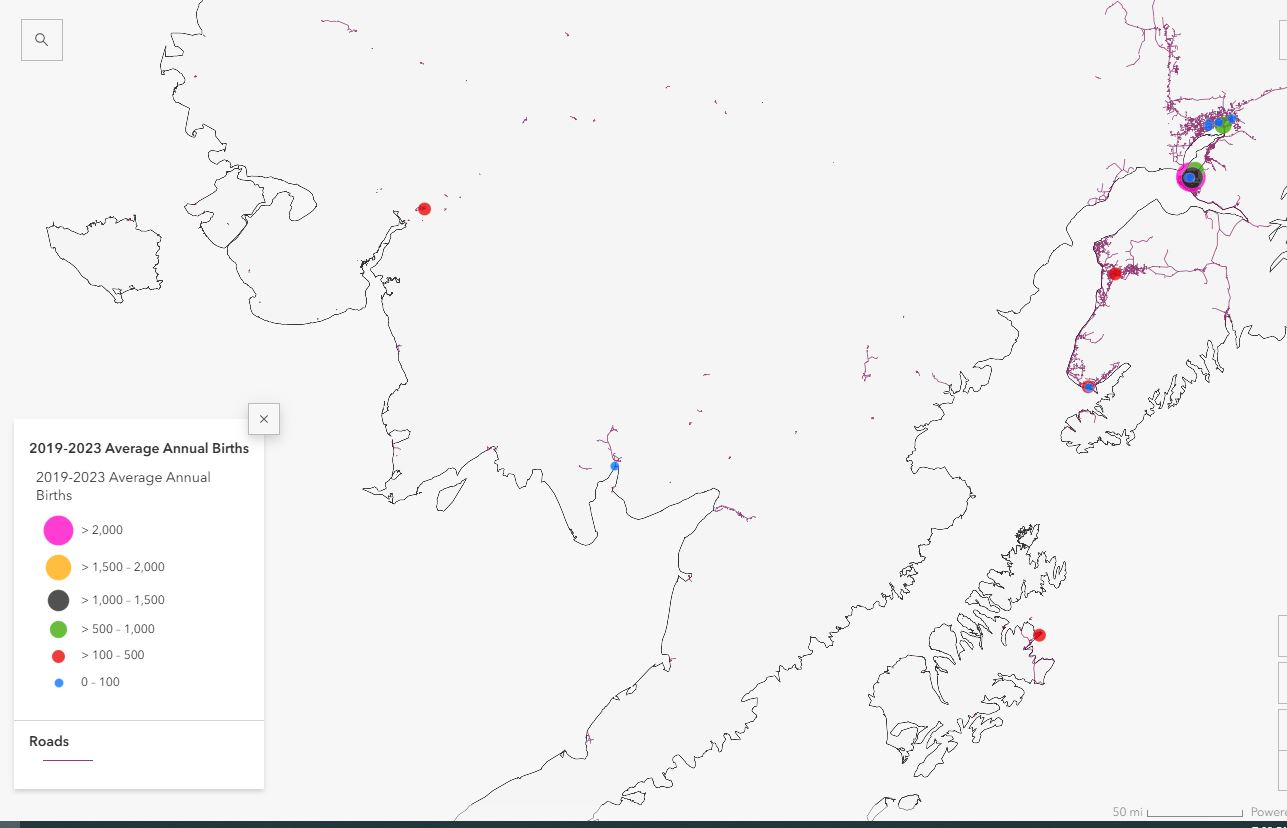 2019-2023 Average Annual Births
2019-2023 Average Annual
Births
> 2,000
> 1,500 - 2,000
> 1,000 - 1,500
> 500 - 1,000
> 100 - 500
0 - 100
Roads
50 mi